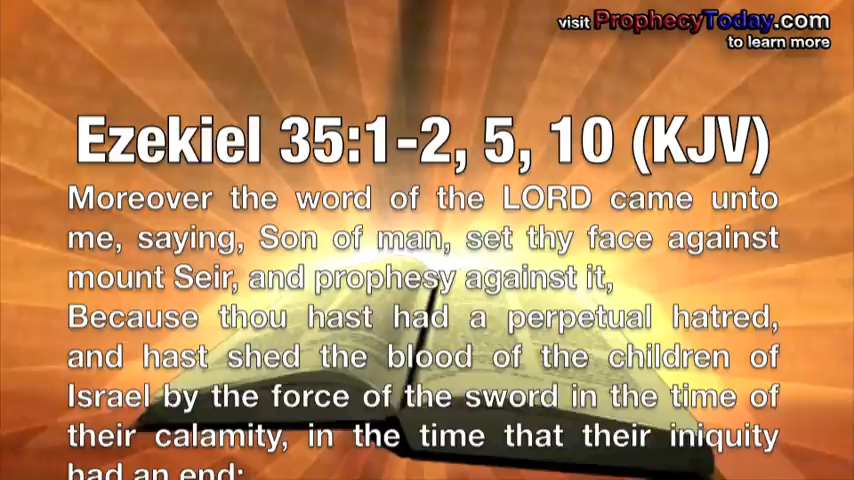 visit ProphecyToday.com
to learn more
Ezekiel 35:1-2, 5, 10 (KJV)
Moreover the word of the LORD came unto
me, saying, Son of man, set thy face against
mount Seir, and prophesy against it,
Because thou hast had a perpetual hatred,
and hast shed the blood of the children of
Israel by the force of the sword in the time of
their calamity, in the time that their iniquity
had an end: